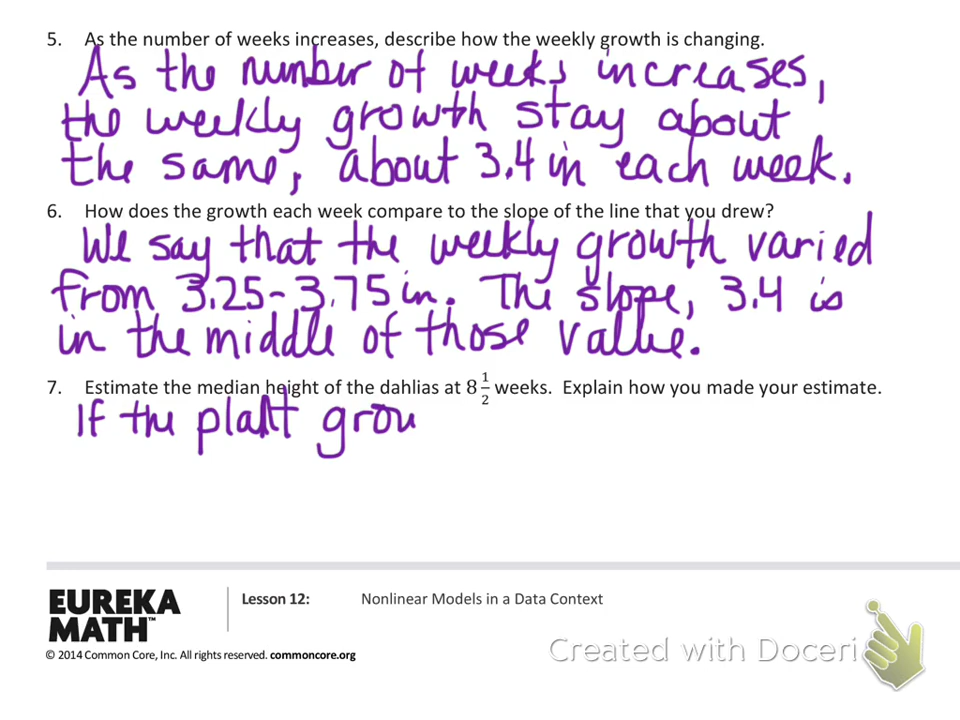 5. As the number of weeks increases, describe how the weekly growth is changing.
As the number of weeks increases,
the weekly growth stay about
the same, about 3.4 in each week.
6. How does the growth each week compare to the slope of the line that you drew?
We say that the weekly growth varied
from 3.25-3.75 in. The slope, 3.4 is
in the middle of those value.
7. Estimate the median height of the dahlias at 8 1/2 weeks. Explain how you made your estimate.
If the plant grow
EUREKA
MATH™
Lesson 12: Nonlinear Models in a Data Context
© 2014 Common Core, Inc. All rights reserved. commoncore.org
Created with Doceri